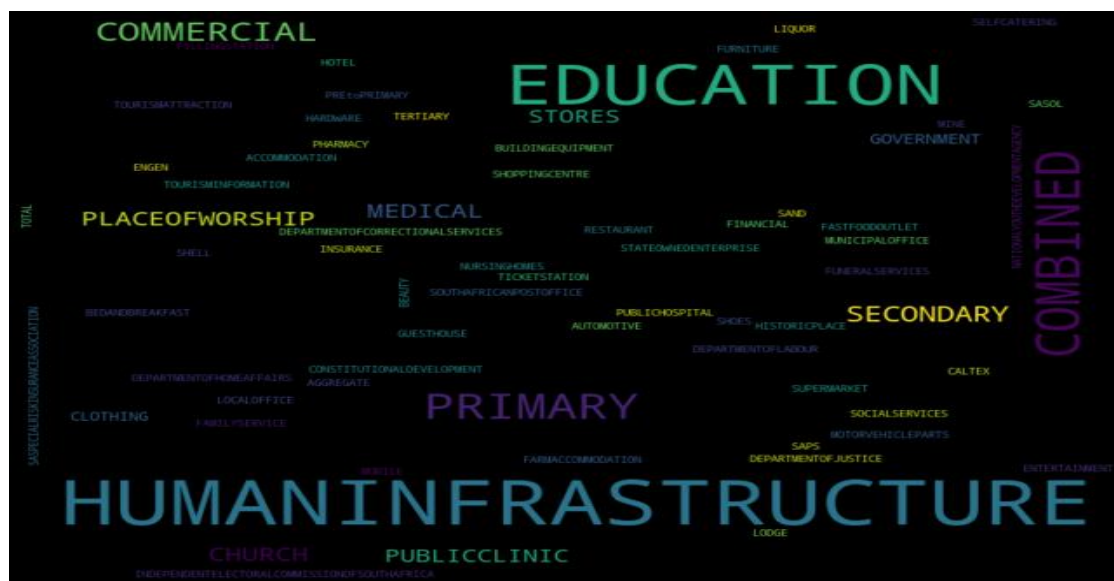 SELFCATERING
COMMERCIAL
LIQUOR
FILLINGSTATION
FURNITURE
HOTEL
EDUCATION
PREtoPRIMARY
TOURISMATTRACTION
SASOL
HARDWARE
TERTIARY
STORES
MINE
GOVERNMENT
PHARMACY
BUILDINGEQUIPMENT
ACCOMMODATION
ENGEN
SHOPPINGCENTRE
TOURISMINFORMATION
NATIONALYOUTHDEVELOPMENTAGENCY
COMBINED
TOTAL
PLACEOFWORSHIP
MEDICAL
SAND
FINANCIAL
FASTFOODOUTLET
DEPARTMENTOFCORRECTIONALSERVICES
RESTAURANT
MUNICIPALOFFICE
SHELL
INSURANCE
STATEOWNEDENTERPRISE
NURSINGHOMES
FUNERALSERVICES
TICKETSTATION
BEAUTY
SOUTHAFRICANPOSTOFFICE
BEDANDBREAKFAST
PUBLICHOSPITAL
SECONDARY
SHOES
AUTOMOTIVE
HISTORICPLACE
GUESTHOUSE
DEPARTMENTOFLABOUR
SASPECIALRISKINSURANCEASSOCIATION
CONSTITUTIONALDEVELOPMENT
CALTEX
DEPARTMENTOFHOMEAFFAIRS
AGGREGATE
SUPERMARKET
LOCALOFFICE
PRIMARY
CLOTHING
SOCIALSERVICES
FAMILYSERVICE
MOTORVEHICLEPARTS
SAPS
FARMACCOMMODATION
DEPARTMENTOFJUSTICE
ENTERTAINMENT
HUMANINFRASTRUCTURE
LODGE
CHURCH
PUBLICCLINIC
INDEPENDENTELECTORALCOMMISSIONOFSOUTHAFRICA